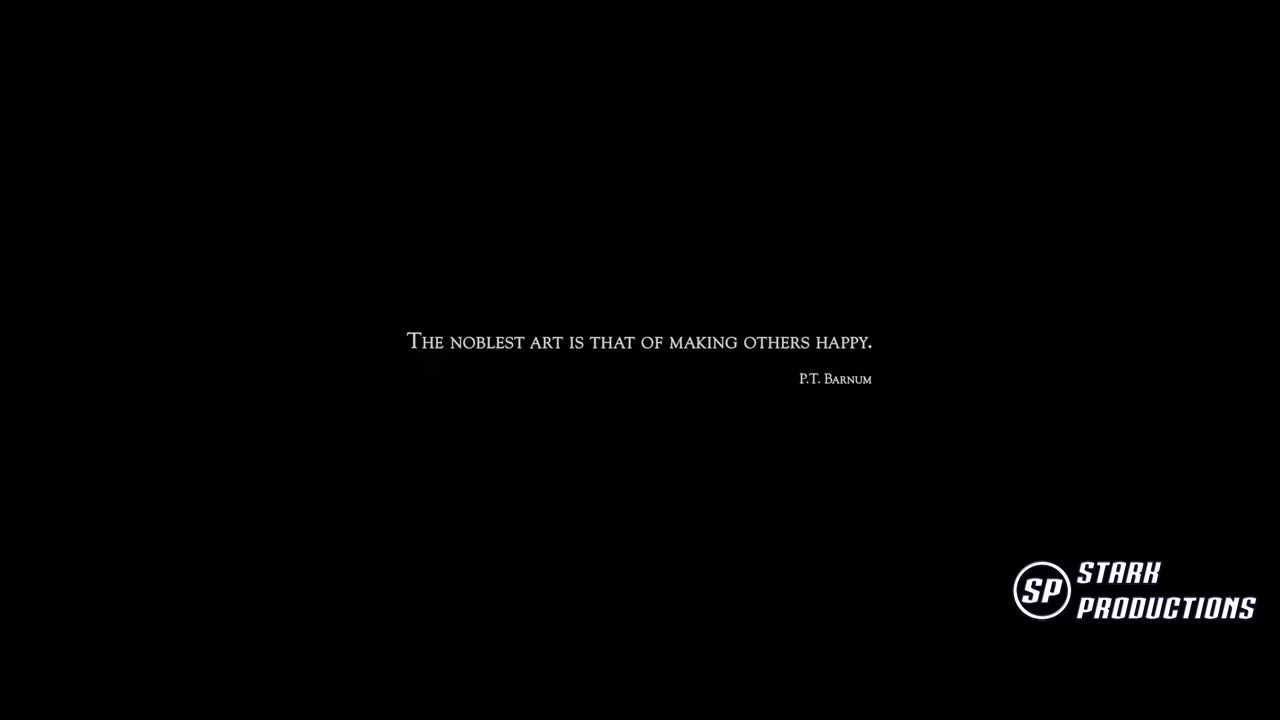 The noblest art is that of making others happy.
P.T. Barnum
SP
STARK
PRODUCTIONS